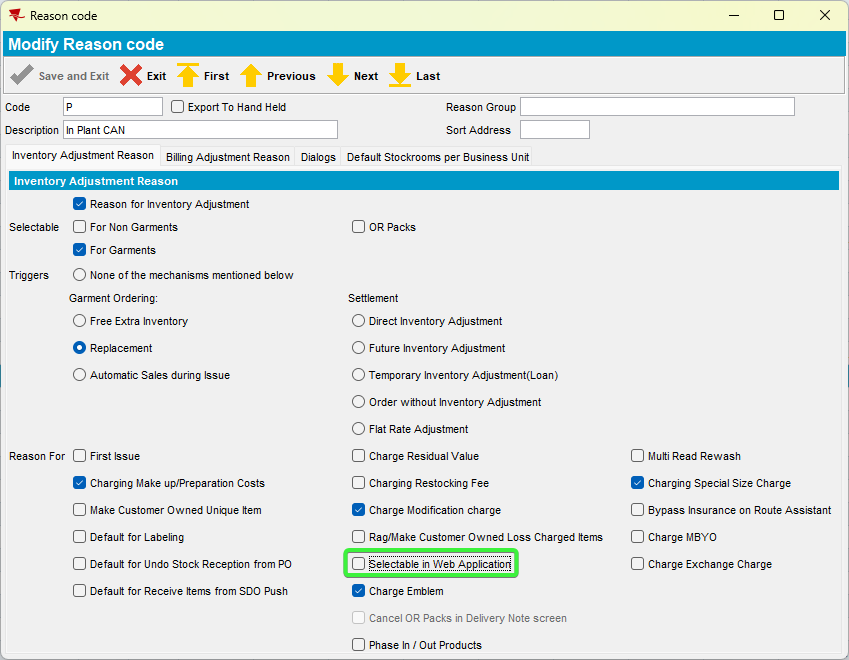 Reason code
Modify Reason code
Save and Exit Exit First Previous Next Last
Code P Export To Hand Held Reason Group
Description In Plant CAN Sort Address
Inventory Adjustment Reason Billing Adjustment Reason Dialogs Default Stockrooms per Business Unit
Inventory Adjustment Reason
Reason for Inventory Adjustment
Selectable For Non Garments OR Packs
For Garments
Triggers None of the mechanisms mentioned below
Garment Ordering: Settlement
Free Extra Inventory Direct Inventory Adjustment
Replacement Future Inventory Adjustment
Automatic Sales during Issue Temporary Inventory Adjustment(Loan)
Order without Inventory Adjustment
Flat Rate Adjustment
Reason For First Issue Charge Residual Value Multi Read Rewash
Charging Make up/Preparation Costs Charging Restocking Fee Charging Special Size Charge
Make Customer Owned Unique Item Charge Modification charge Bypass Insurance on Route Assistant
Default for Labeling Rag/Make Customer Owned Loss Charged Items Charge MBYO
Default for Undo Stock Reception from PO Selectable in Web Application Charge Exchange Charge
Default for Receive Items from SDO Push Charge Emblem
Cancel OR Packs in Delivery Note screen
Phase In / Out Products